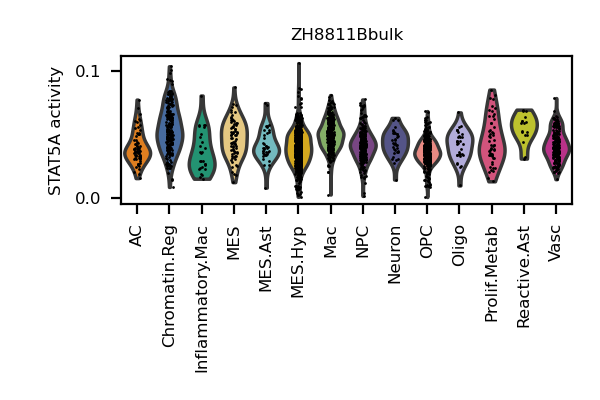 ZH8811Bbulk
STAT5A activity
0.1
0.0
AC
Chromatin.Reg
Inflammatory.Mac
MES
MES.Ast
MES.Hyp
Mac
NPC
Neuron
OPC
Oligo
Prolif.Metab
Reactive.Ast
Vasc